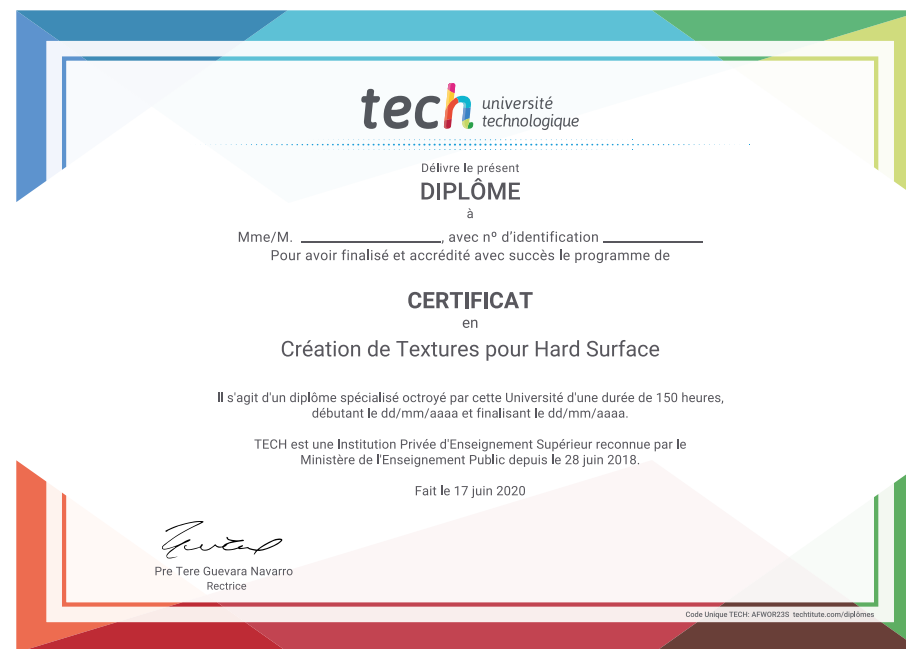 tech université
technologique
Délivre le présent
DIPLÔME
à
Mme/M. ____________________, avec nº d'identification ______________
Pour avoir finalisé et accrédité avec succès le programme de
CERTIFICAT
en
Création de Textures pour Hard Surface
Il s'agit d'un diplôme spécialisé octroyé par cette Université d'une durée de 150 heures,
débutant le dd/mm/aaaa et finalisant le dd/mm/aaaa.
TECH est une Institution Privée d'Enseignement Supérieur reconnue par le
Ministère de l'Enseignement Public depuis le 28 juin 2018.
Fait le 17 juin 2020
Pre Tere Guevara Navarro
Rectrice
Code Unique TECH: AFWOR23S techtitute.com/diplômes